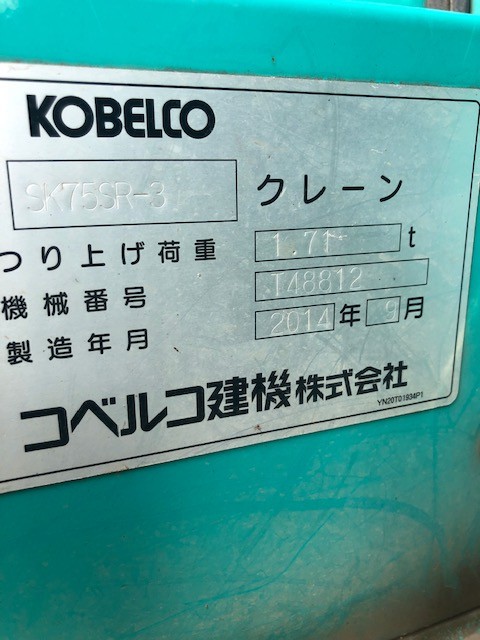 KOBELCO
SK75SR-3 クレーン
つり上げ荷重 1.71 t
機械番号 T48812
製造年月 2014 年 9 月
コベルコ建機株式会社
YN20T01934P1